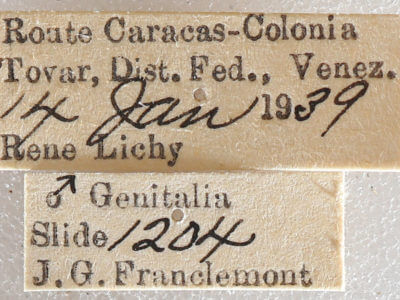 Route Caracas-Colonia
Tovar, Dist. Fed., Venez.
14 Jan 1939
Rene Lichy
♂ Genitalia
Slide 1204
J. G. Franclemont